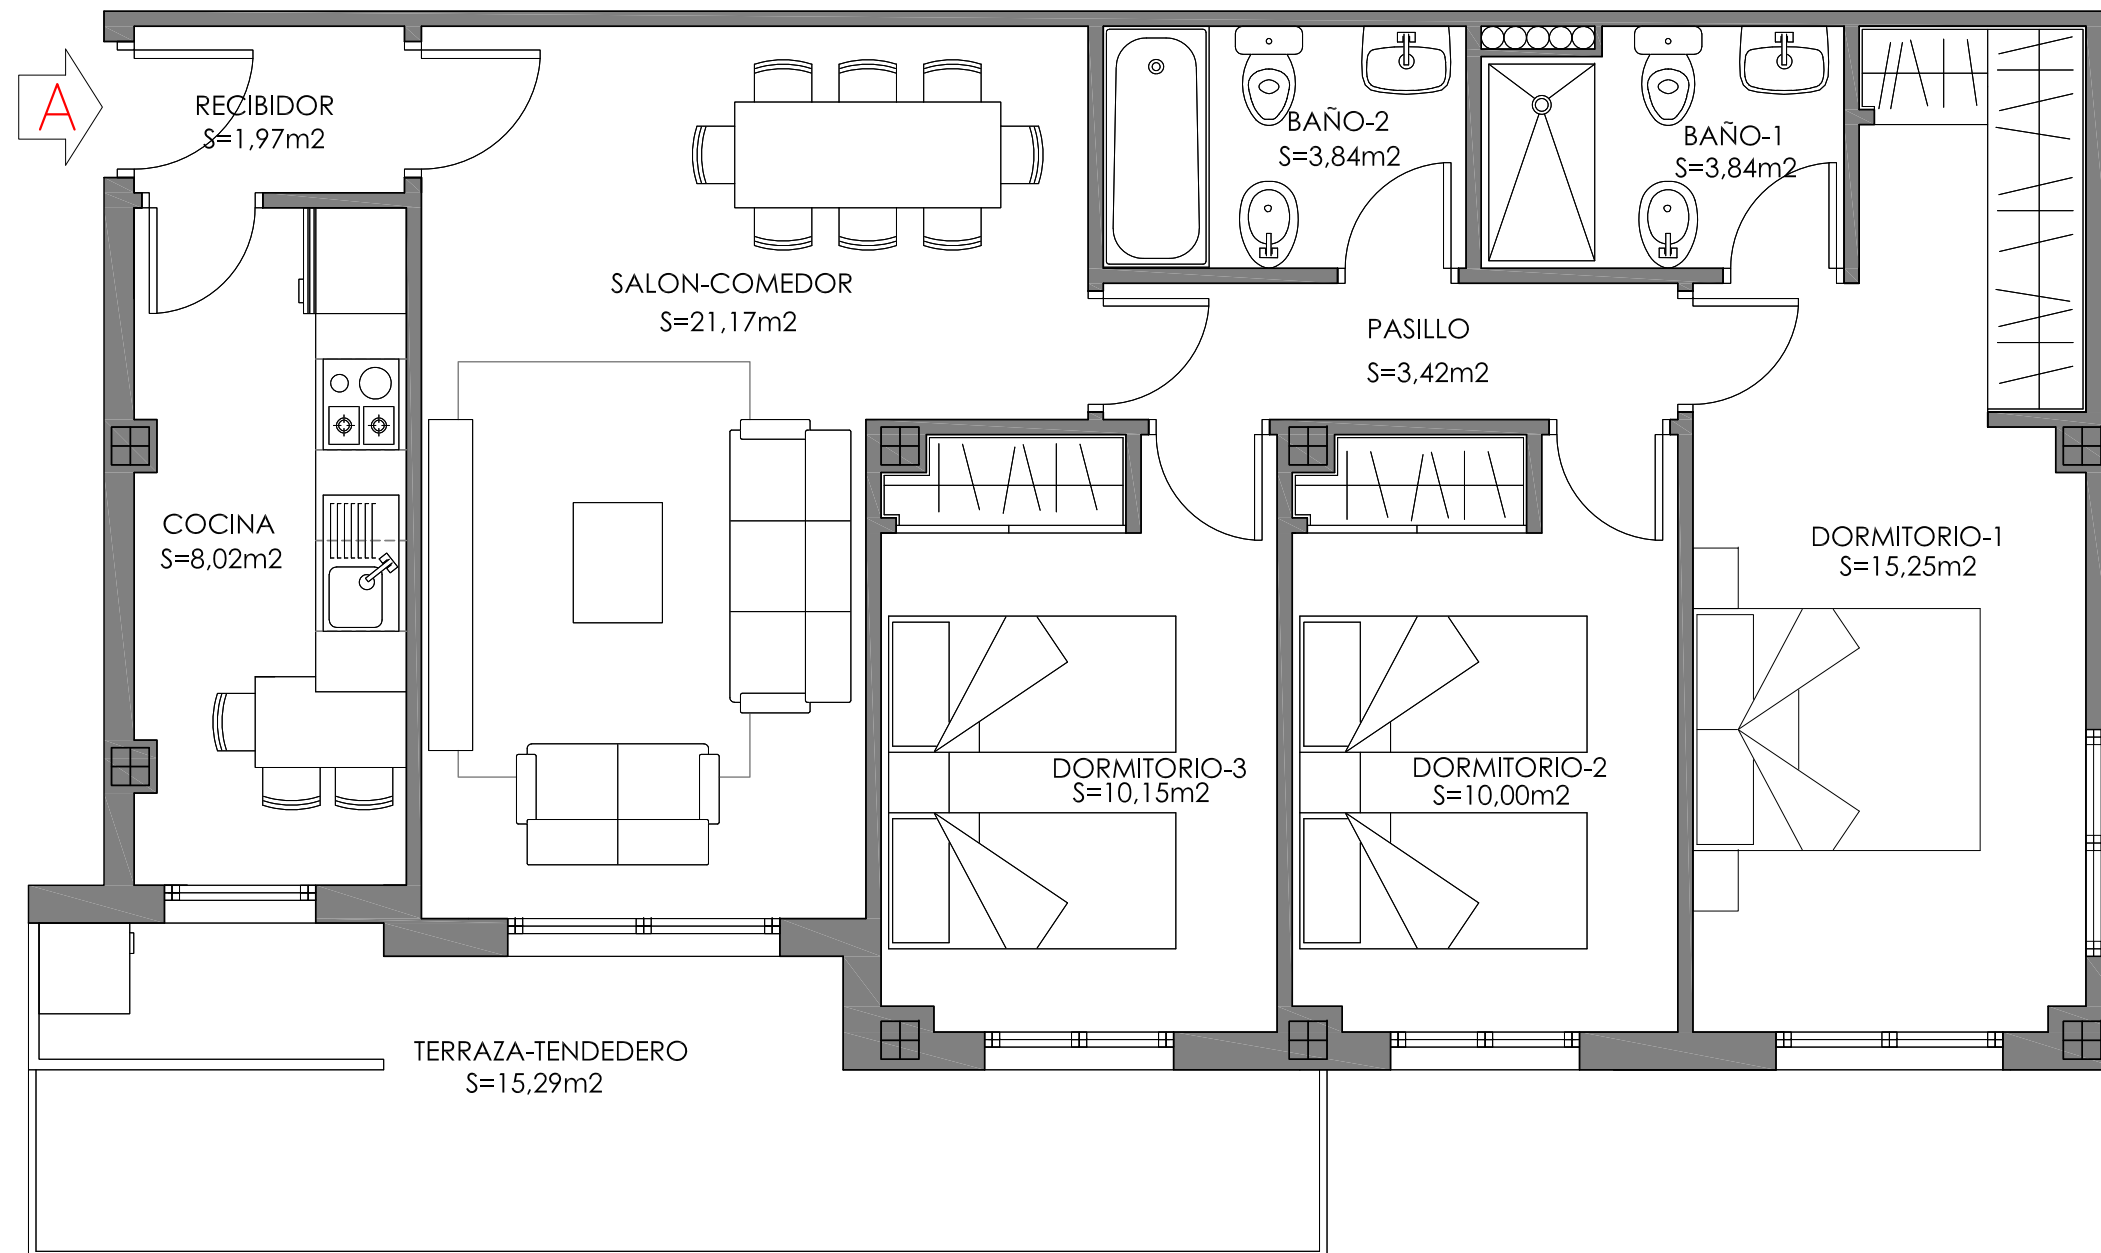 A
RECIBIDOR
S=1,97m2
BAÑO-2
S=3,84m2
BAÑO-1
S=3,84m2
SALON-COMEDOR
S=21,17m2
PASILLO
S=3,42m2
COCINA
S=8,02m2
DORMITORIO-1
S=15,25m2
DORMITORIO-3
S=10,15m2
DORMITORIO-2
S=10,00m2
TERRAZA-TENDEDERO
S=15,29m2